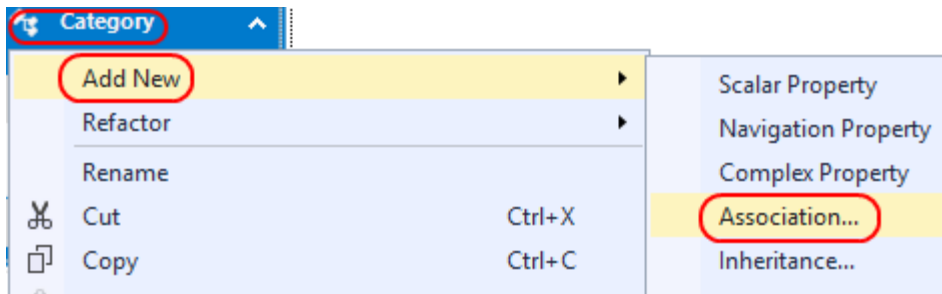 Category
Add New
Refactor
Rename
Cut Ctrl+X
Copy Ctrl+C
Scalar Property
Navigation Property
Complex Property
Association...
Inheritance...